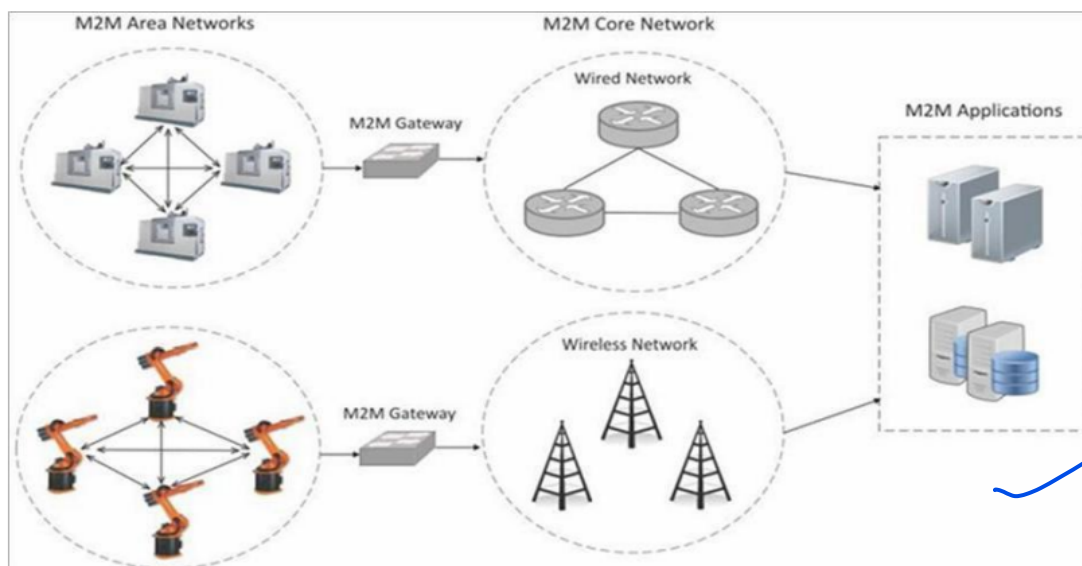 M2M Area Networks
M2M Core Network
Wired Network
M2M Gateway
M2M Applications
Wireless Network
M2M Gateway